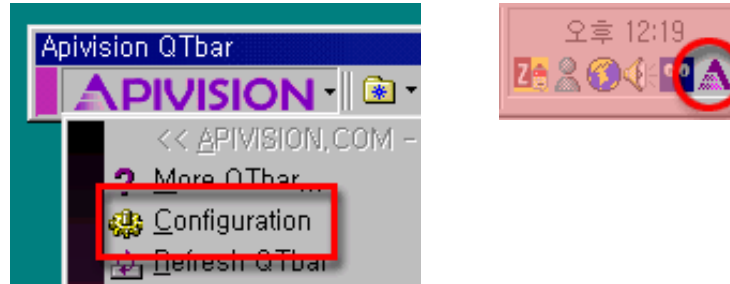 Apivision QTbar
APIVISION
<< APIVISION,COM -
? More QTbar...
Configuration
Refresh QTbar
오후 12:19